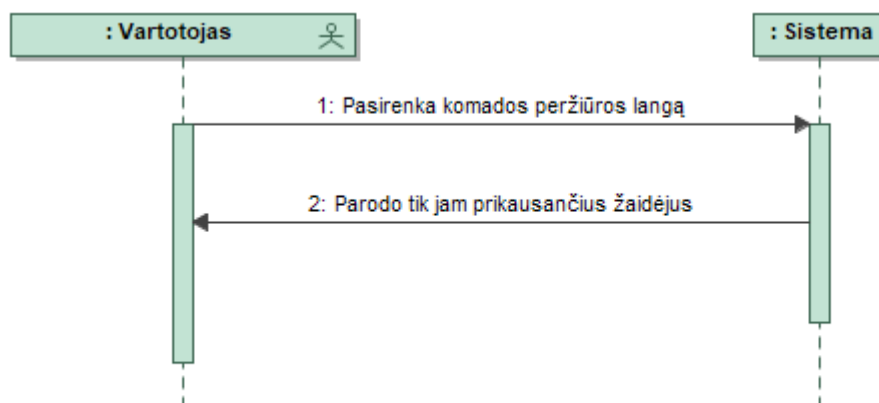 : Vartotojas
: Sistema
1: Pasirenka komados peržiūros langą
2: Parodo tik jam prikausančius žaidėjus